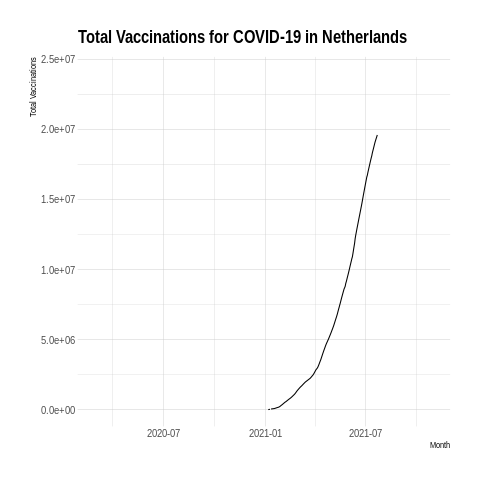 Total Vaccinations for COVID-19 in Netherlands
Total Vaccinations
2.5e+07
2.0e+07
1.5e+07
1.0e+07
5.0e+06
0.0e+00
2020-07
2021-01
2021-07
Month